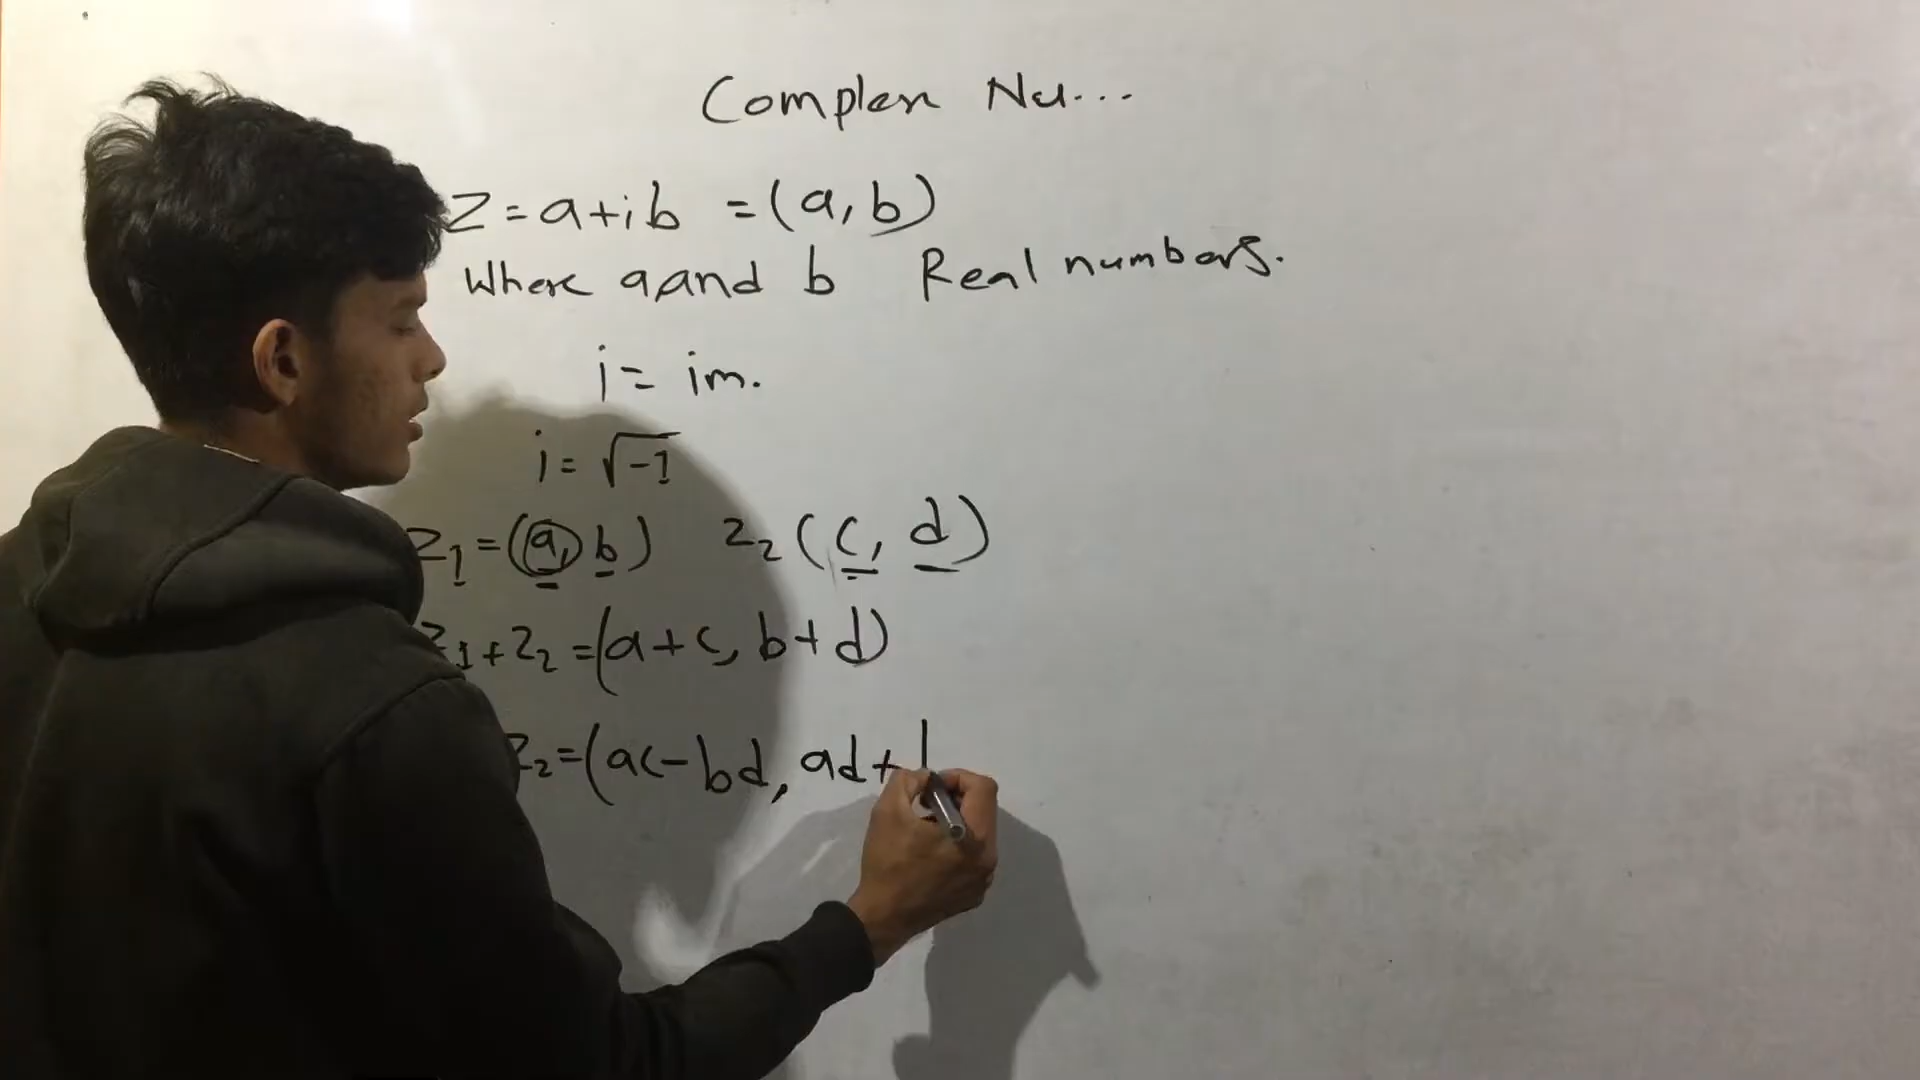 Complex Nu...
z = a+ib = (a, b)
Where a and b Real numbers.
i = im.
i = √-1
z₁ = (a, b) z₂ (c, d)
z₁+z₂ = (a+c, b+d)
z₂ = (ac-bd, ad+